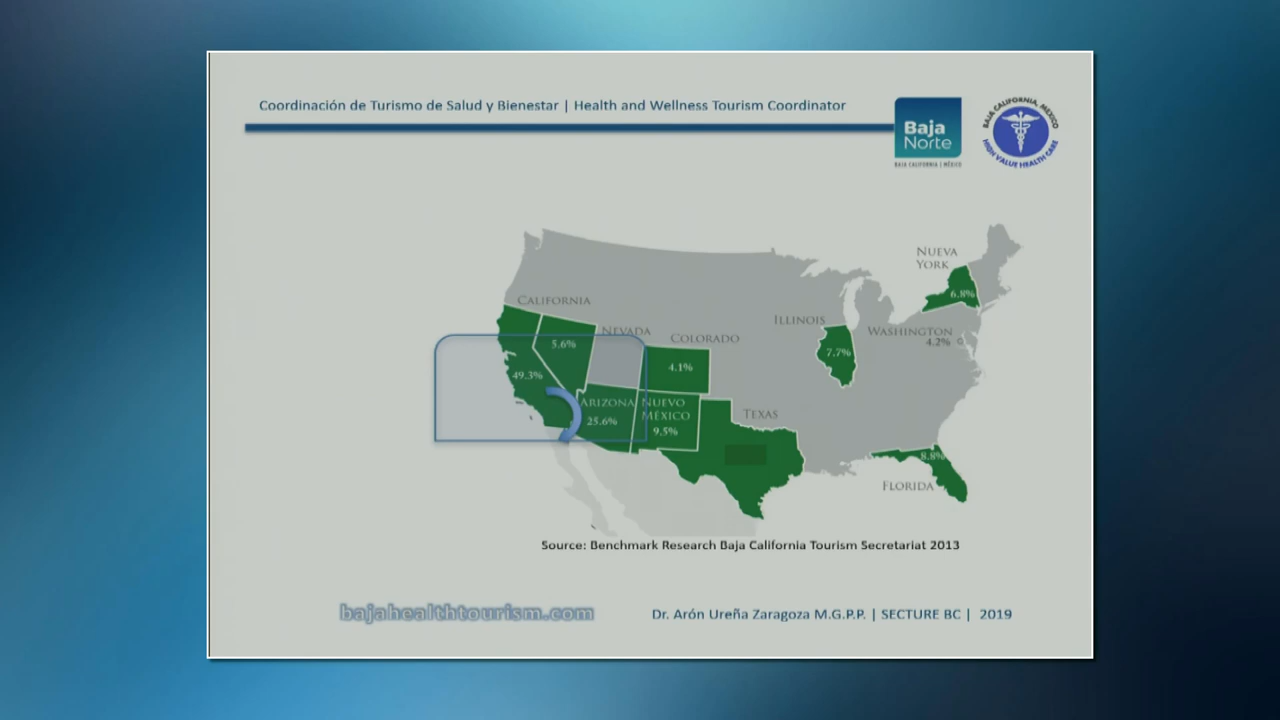 Coordinación de Turismo de Salud y Bienestar | Health and Wellness Tourism Coordinator
Baja
Norte
BAJA CALIFORNIA | MÉXICO
BAJA CALIFORNIA, MEXICO
HIGH VALUE HEALTH CARE
NUEVA
YORK
6.8%
CALIFORNIA
ILLINOIS
WASHINGTON
4.2%
NEVADA
COLORADO
5.6%
7.7%
4.1%
49.3%
ARIZONA
25.6%
NUEVO
MÉXICO
9.5%
TEXAS
8.8%
FLORIDA
Source: Benchmark Research Baja California Tourism Secretariat 2013
bajahealthtourism.com
Dr. Arón Ureña Zaragoza M.G.P.P. | SECTURE BC | 2019